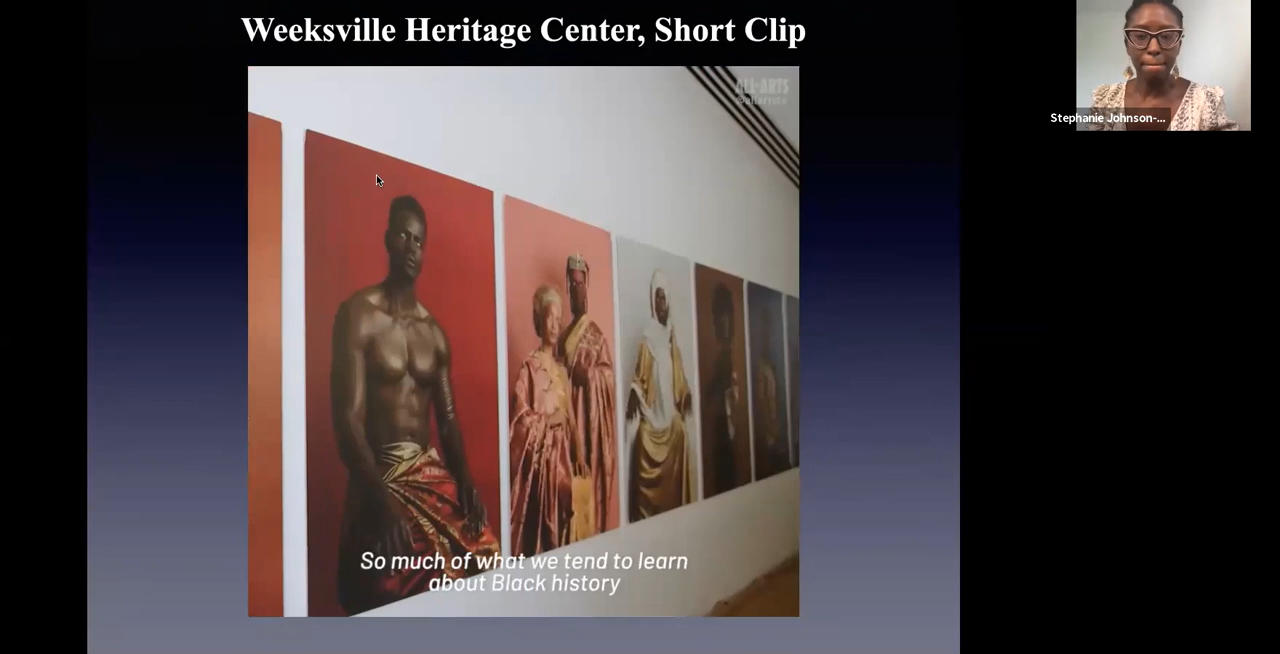 Weeksville Heritage Center, Short Clip
ALL ARTS
Stephanie Johnson-...
So much of what we tend to learn
about Black history